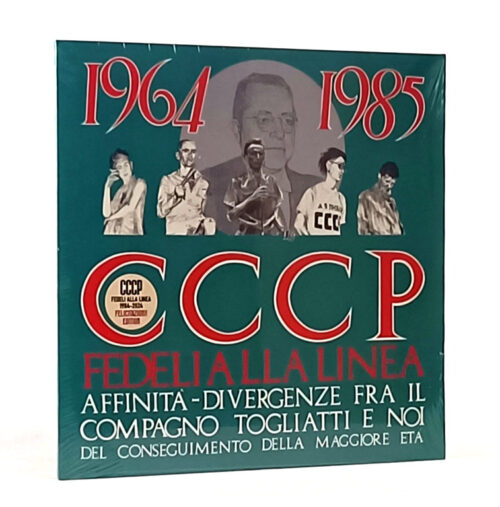 1964 1985
CCCP
CCCP
CCCP
FEDELI ALLA LINEA
1984-2024
FELICITAZIONI!
EDITION
FEDELI ALLA LINEA
AFFINITÀ-DIVERGENZE FRA IL
COMPAGNO TOGLIATTI E NOI
DEL CONSEGUIMENTO DELLA MAGGIORE ETÀ